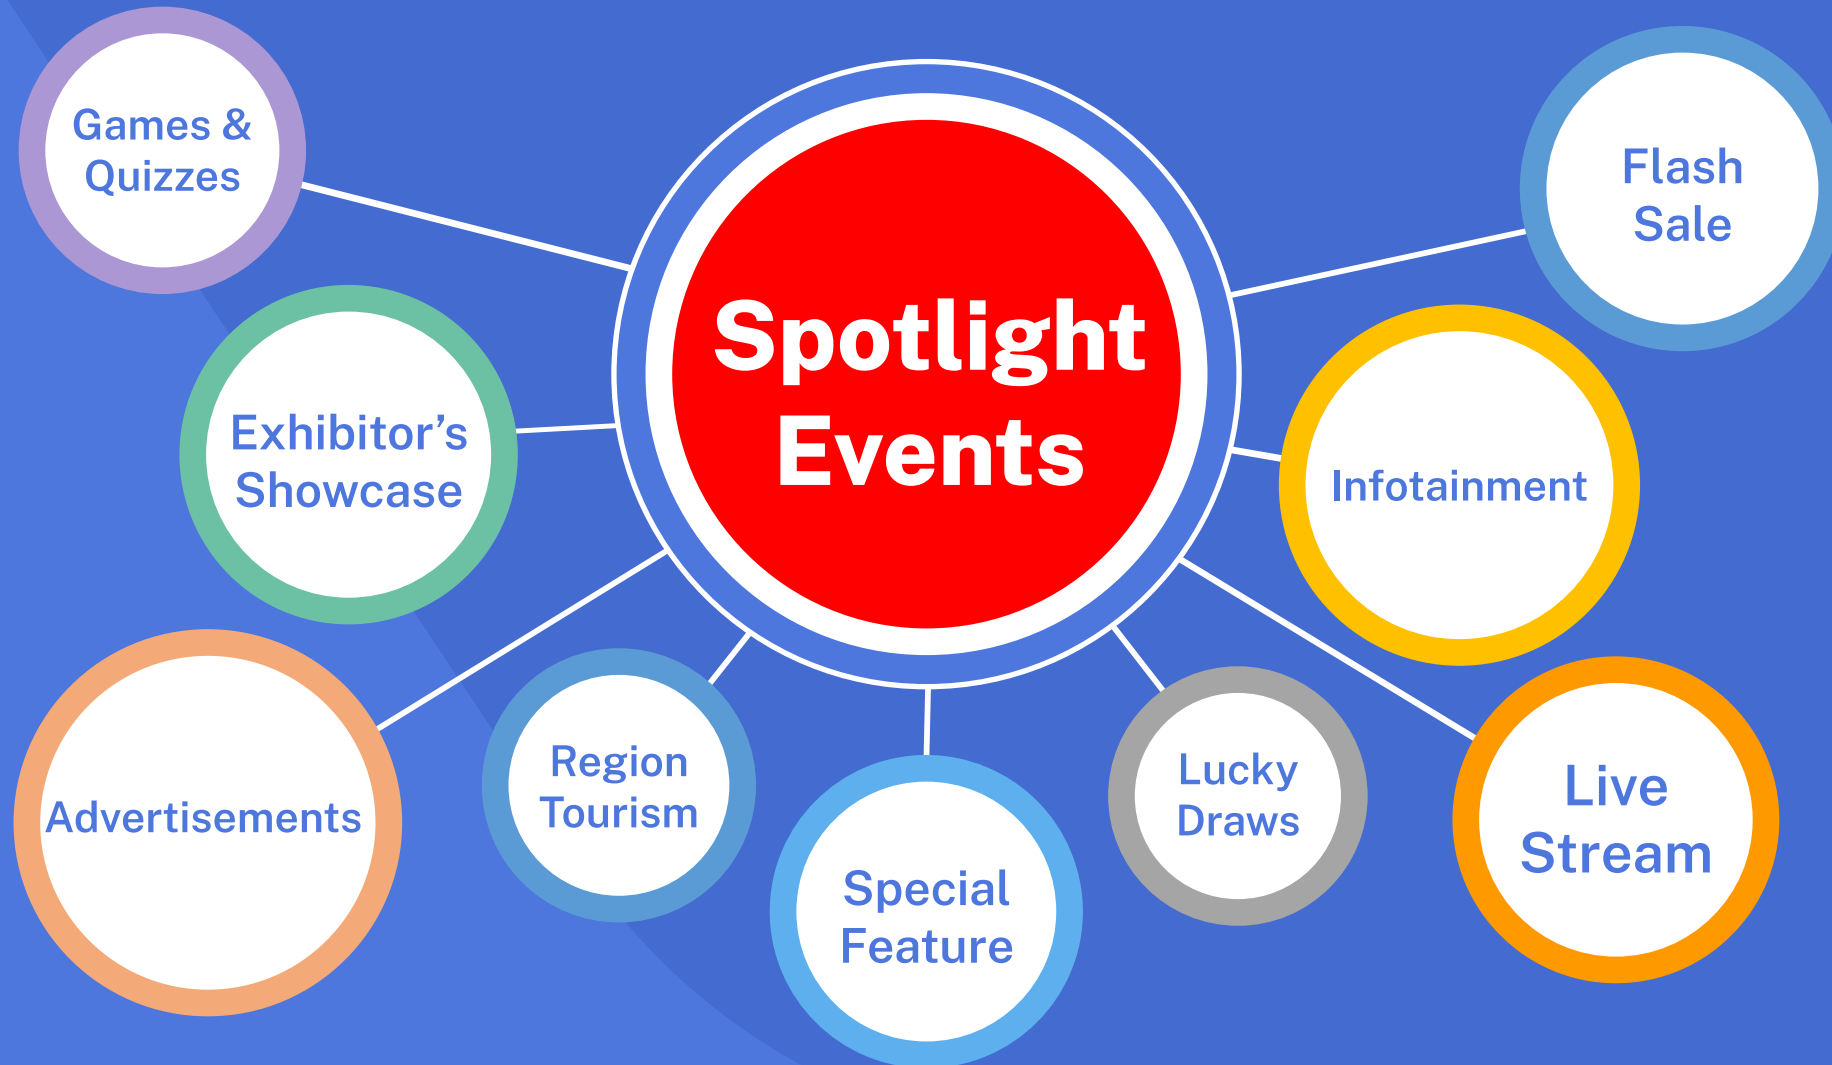 Games &
Quizzes
Flash
Sale
Spotlight
Events
Exhibitor’s
Showcase
Infotainment
Advertisements
Region
Tourism
Special
Feature
Lucky
Draws
Live
Stream